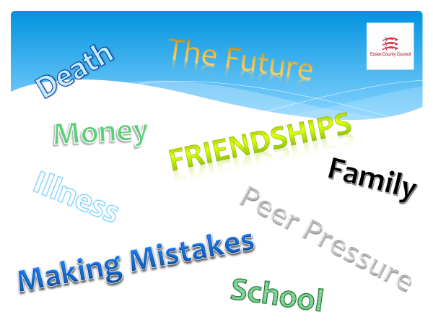 Death
The Future
Essex County Council
Money
FRIENDSHIPS
Family
Illness
Peer Pressure
Making Mistakes
School